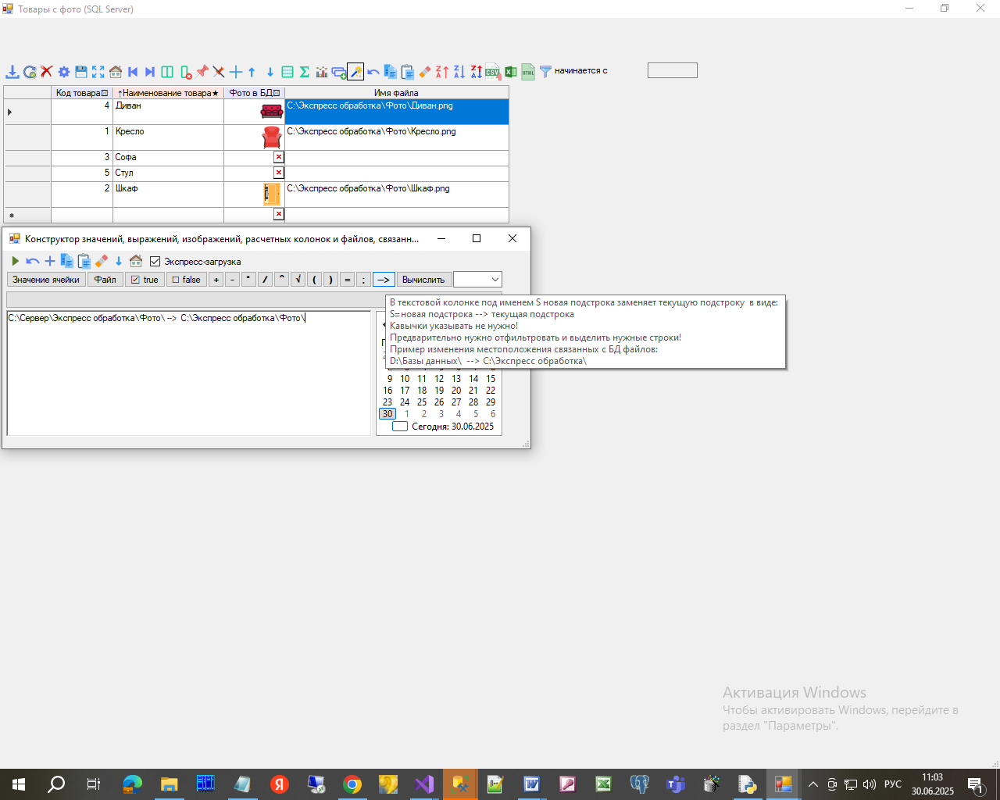 Товары с фото (SQL Server)
CSV
HTML
начинается с
Код товара
↑Наименование товара★
Фото в БД
Имя файла
4 Диван C:\Экспресс обработка\Фото\Диван.png
1 Кресло C:\Экспресс обработка\Фото\Кресло.png
3 Софа
5 Стул
2 Шкаф C:\Экспресс обработка\Фото\Шкаф.png
Конструктор значений, выражений, изображений, расчетных колонок и файлов, связанн...
Экспресс-загрузка
Значение ячейки Файл true false + - * / ^ √ ( ) = : --> Вычислить
C:\Сервер\Экспресс обработка\Фото\ --> C:\Экспресс обработка\Фото\
В текстовой колонке под именем S новая подстрока заменяет текущую подстроку в виде:
S=новая подстрока --> текущая подстрока
Кавычки указывать не нужно!
Предварительно нужно отфильтровать и выделить нужные строки!
Пример изменения местоположения связанных с БД файлов:
D:\Базы данных\ --> C:\Экспресс обработка\
9 10 11 12 13 14 15
16 17 18 19 20 21 22
23 24 25 26 27 28 29
30 1 2 3 4 5 6
Сегодня: 30.06.2025
Активация Windows
Чтобы активировать Windows, перейдите в
раздел "Параметры".
РУС
11:03
30.06.2025
1